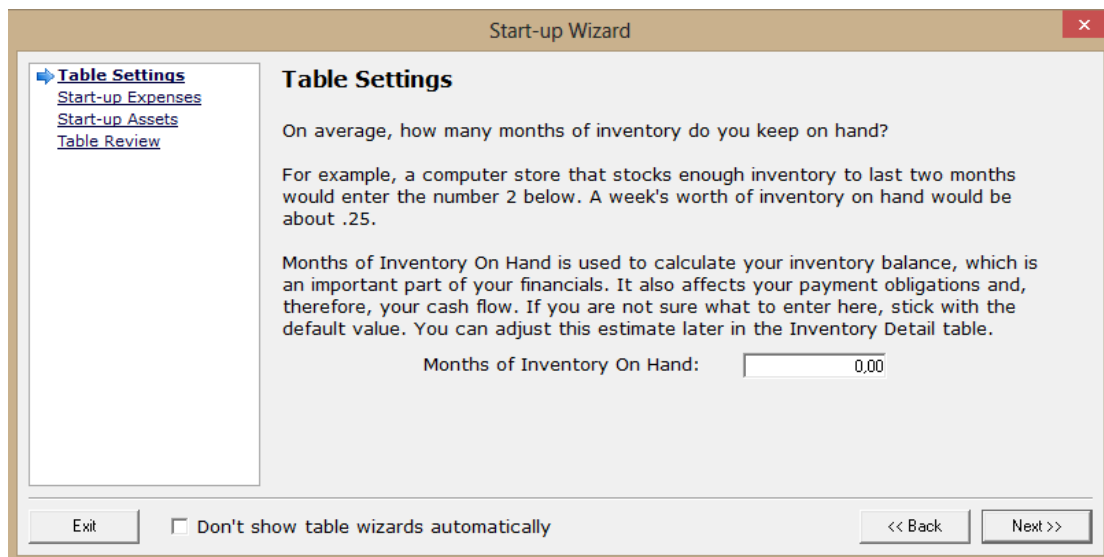 Start-up Wizard
Table Settings
Start-up Expenses
Start-up Assets
Table Review
Table Settings
On average, how many months of inventory do you keep on hand?
For example, a computer store that stocks enough inventory to last two months
would enter the number 2 below. A week's worth of inventory on hand would be
about .25.
Months of Inventory On Hand is used to calculate your inventory balance, which is
an important part of your financials. It also affects your payment obligations and,
therefore, your cash flow. If you are not sure what to enter here, stick with the
default value. You can adjust this estimate later in the Inventory Detail table.
Months of Inventory On Hand: 0,00
Exit Don't show table wizards automatically << Back Next >>